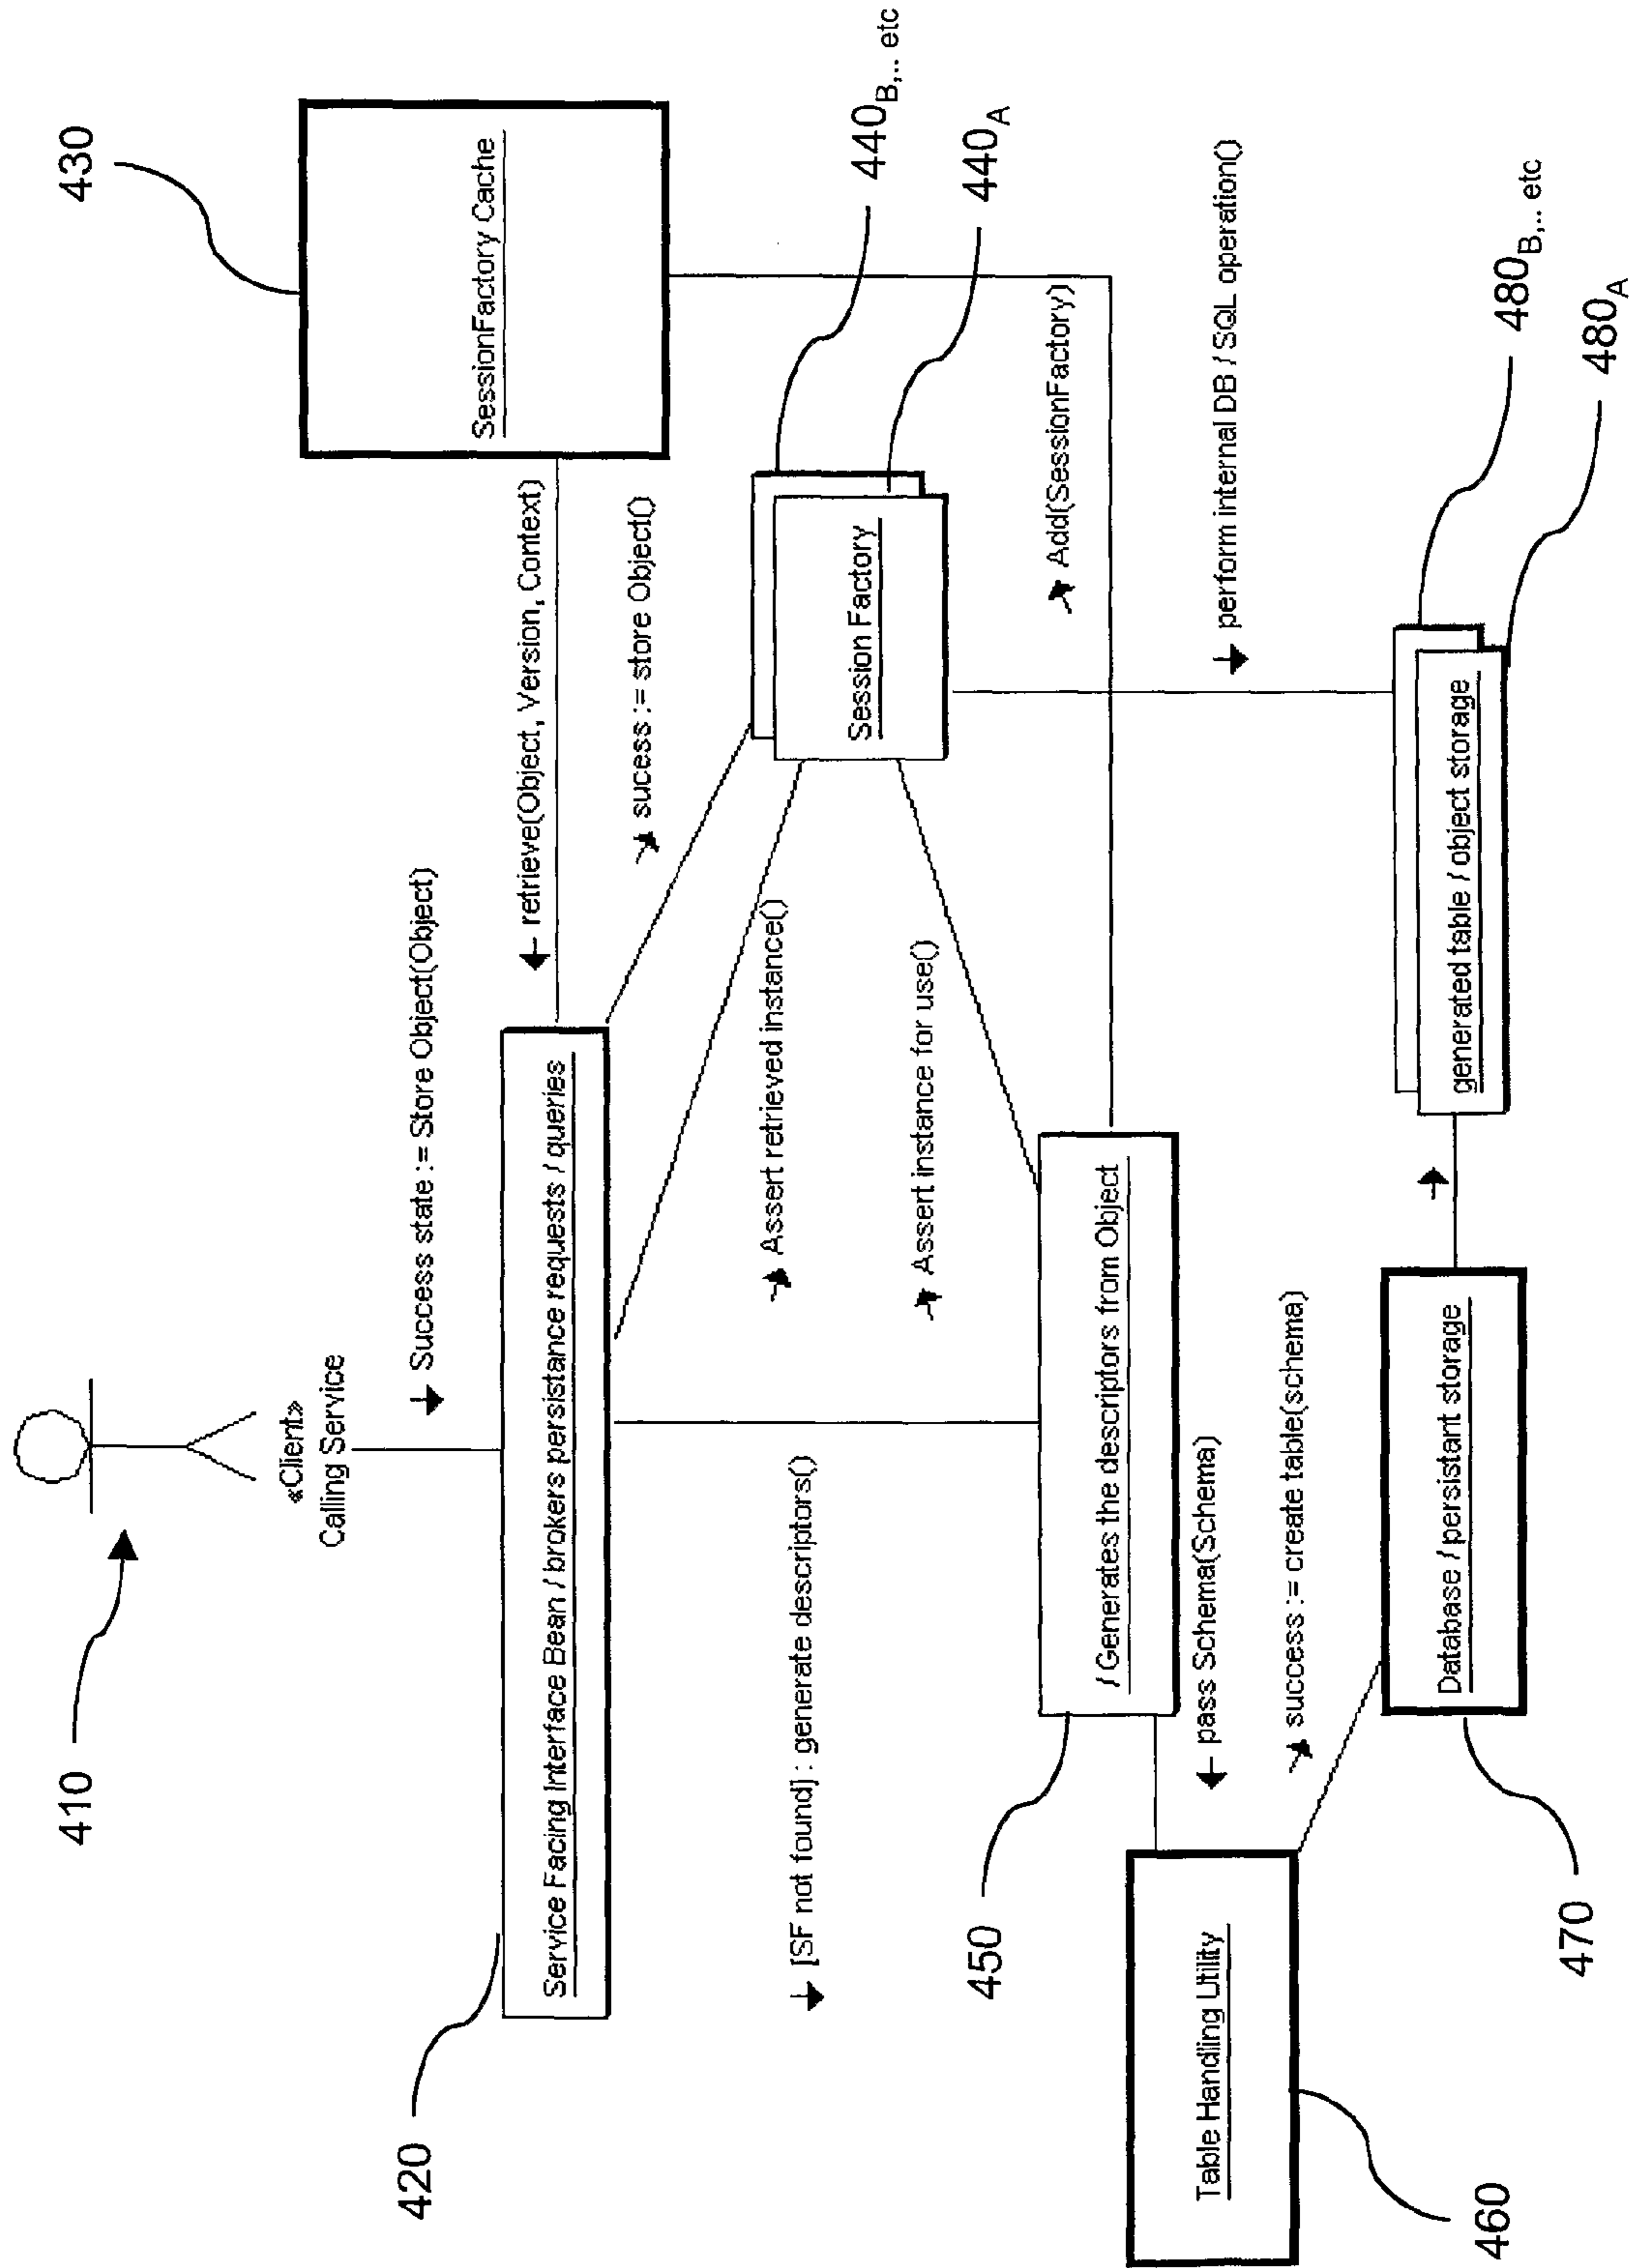 410
«Client»
Calling Service
Success state := Store Object(Object)
430
SessionFactory Cache
420
Service Facing Interface Bean / brokers persistance requests / queries
retrieve(Object, Version, Context)
sucess := store Object()
440B,.. etc
440A
Session Factory
Assert retrieved instance()
[SF not found] : generate descriptors()
Assert instance for use()
Add(SessionFactory)
450
/ Generates the descriptors from Object
pass Schema(Schema)
perform internal DB / SQL operation()
Table Handling Utility
460
success := create table(schema)
Database / persistant storage
470
generated table / object storage
480B,.. etc
480A